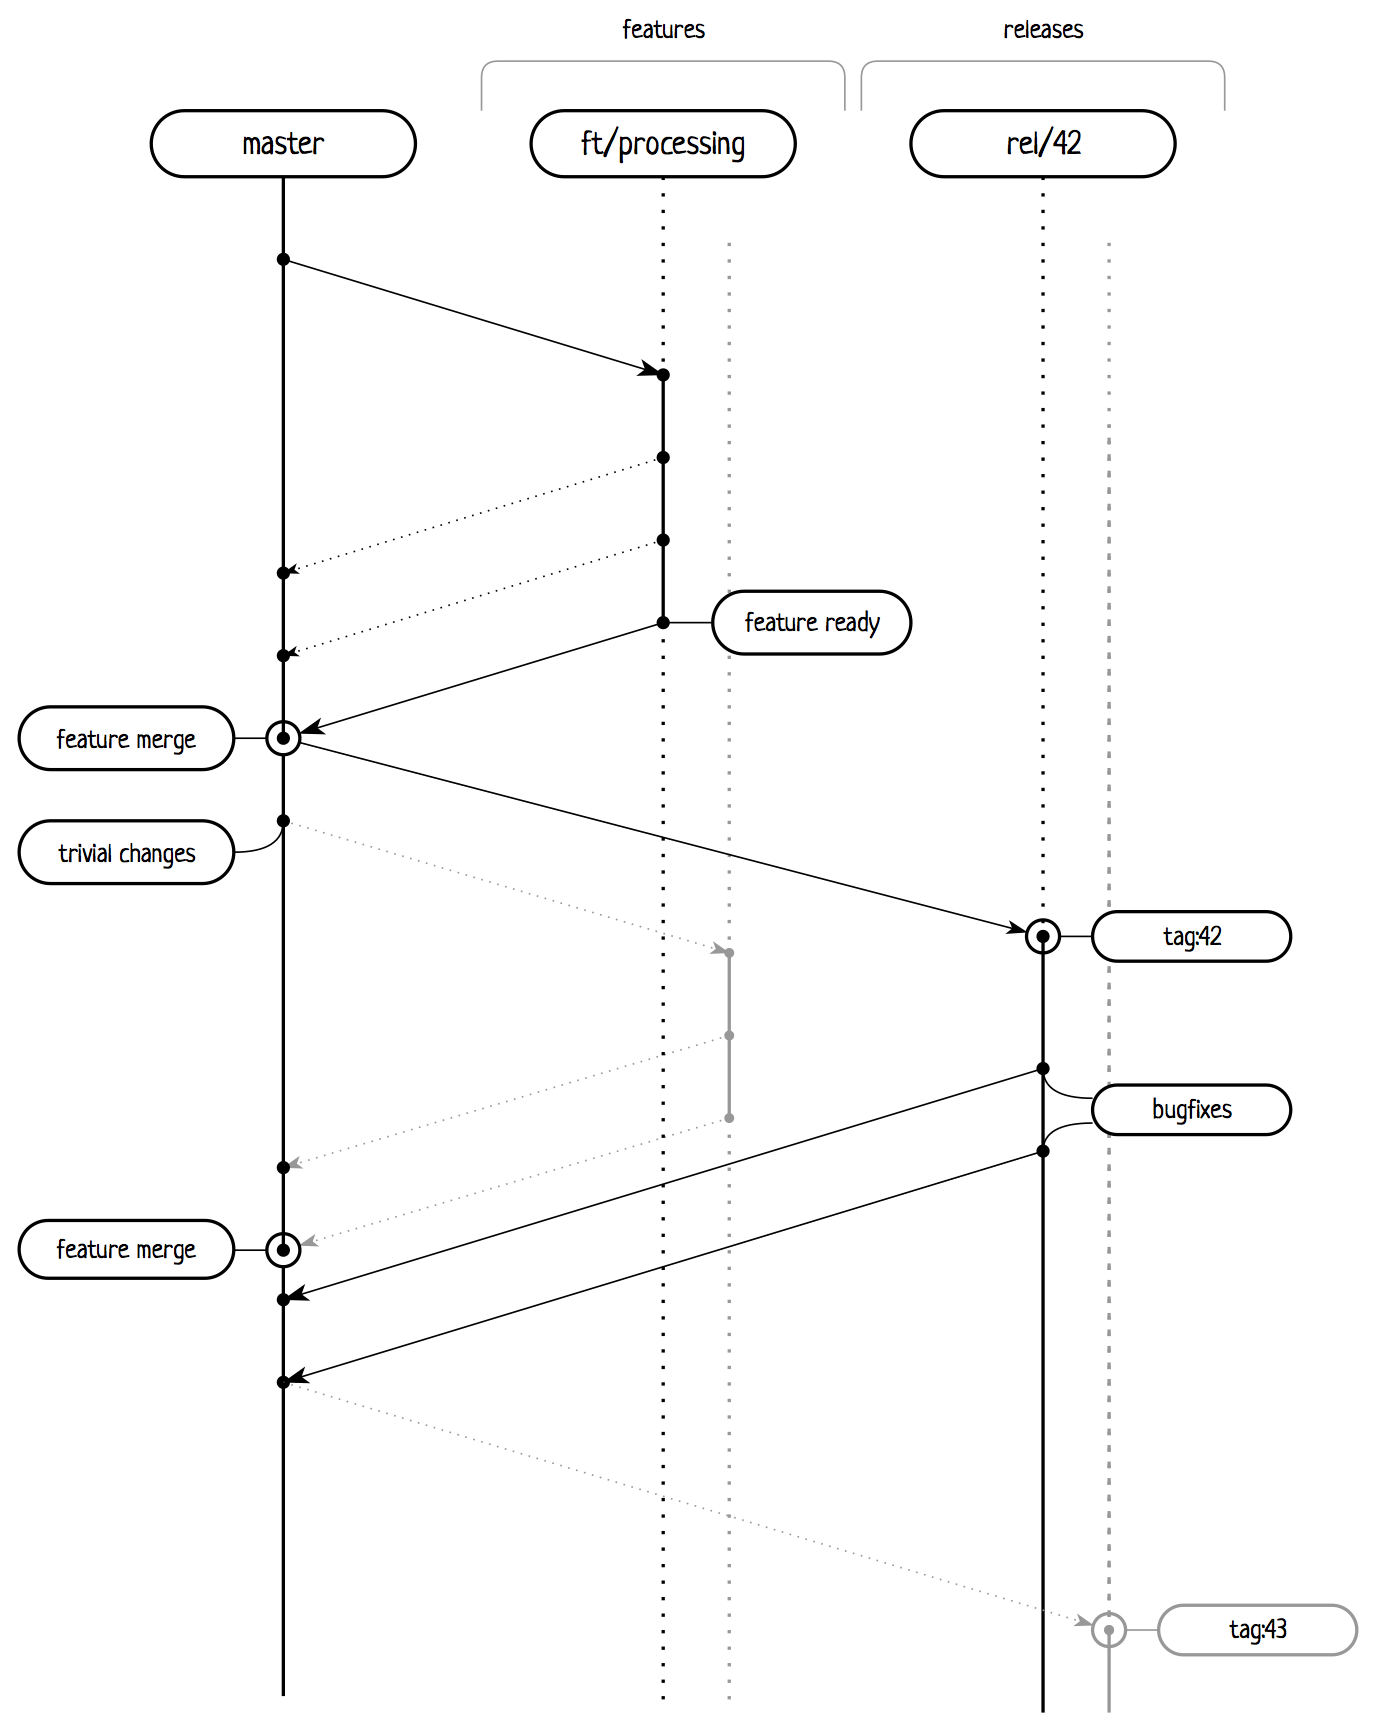 features
releases
master
ft/processing
rel/42
feature ready
feature merge
trivial changes
tag:42
bugfixes
feature merge
tag:43